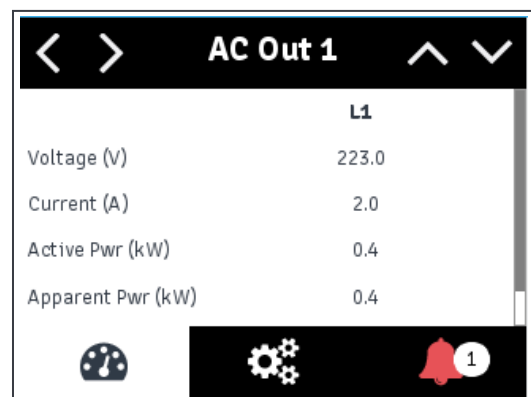 AC Out 1
L1
Voltage (V) 223.0
Current (A) 2.0
Active Pwr (kW) 0.4
Apparent Pwr (kW) 0.4
1